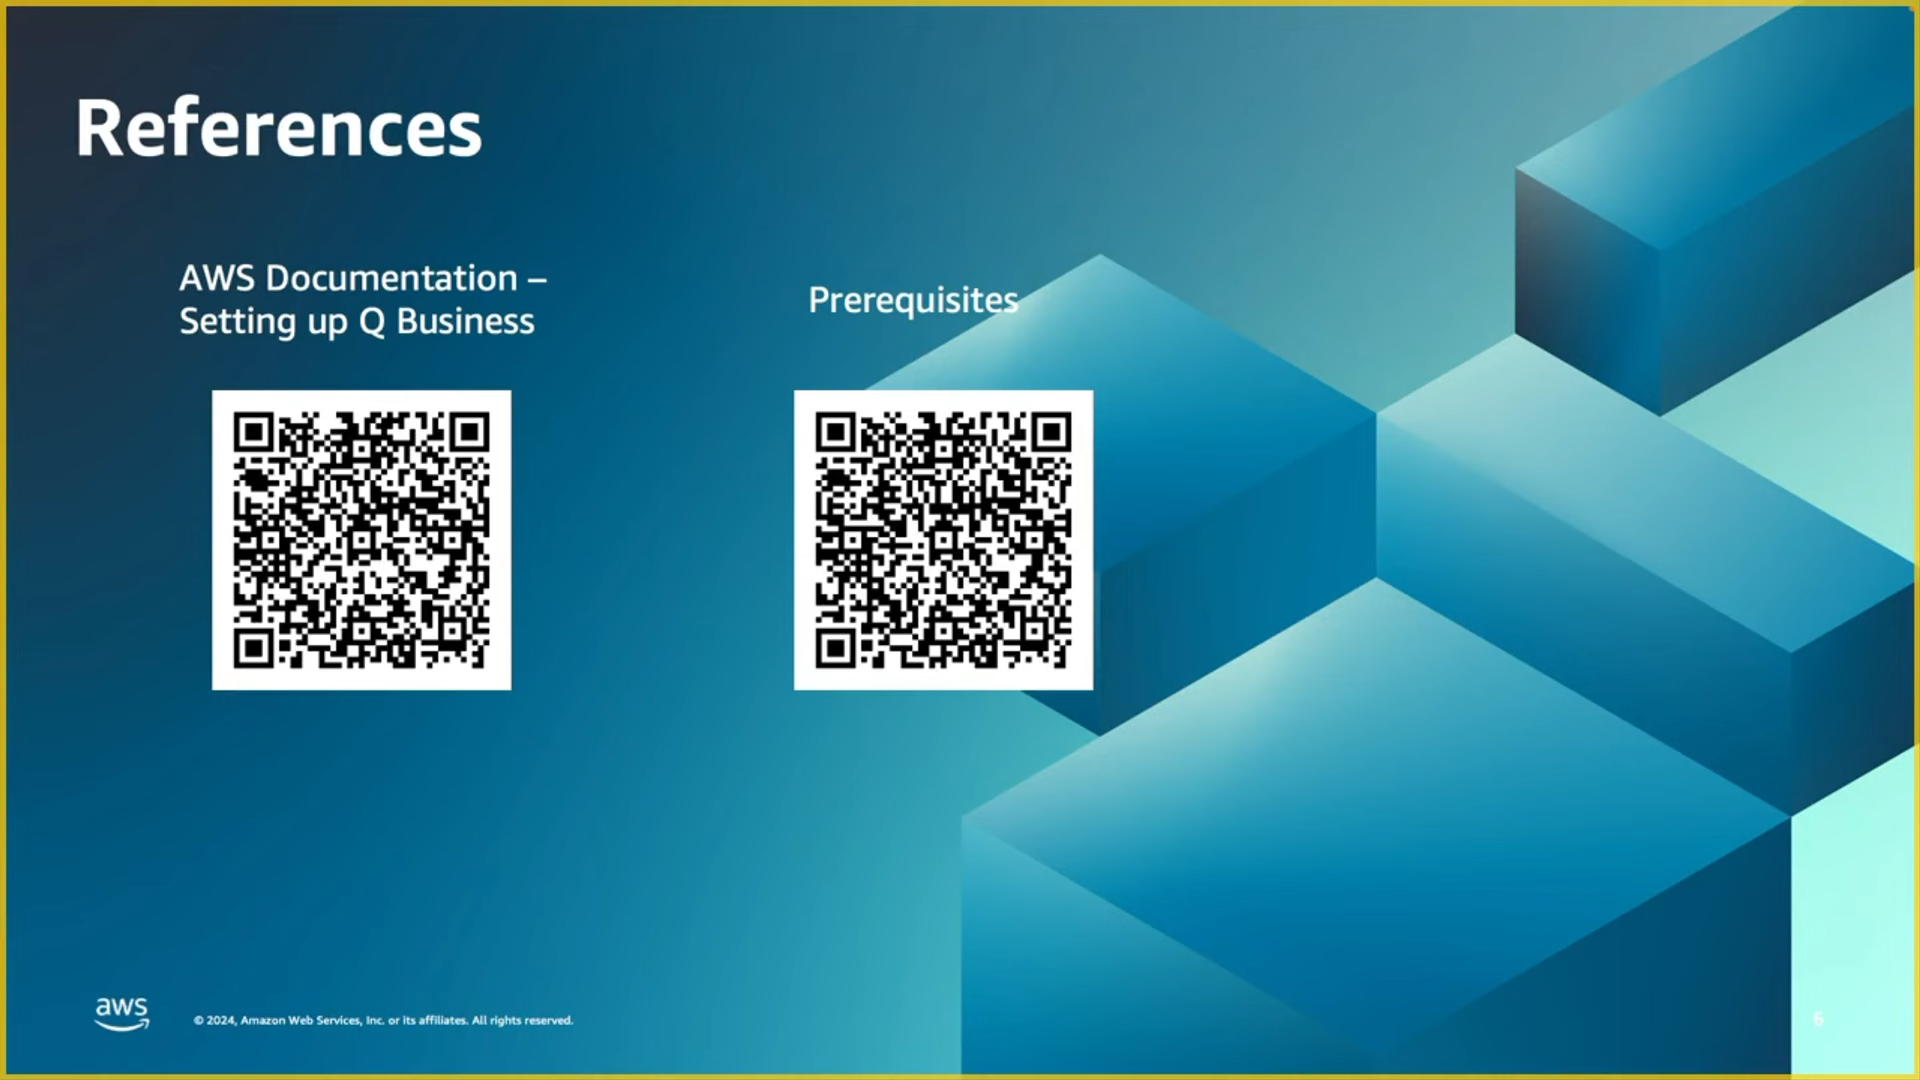 References
AWS Documentation –
Setting up Q Business
Prerequisites
aws
© 2024, Amazon Web Services, Inc. or its affiliates. All rights reserved.
6